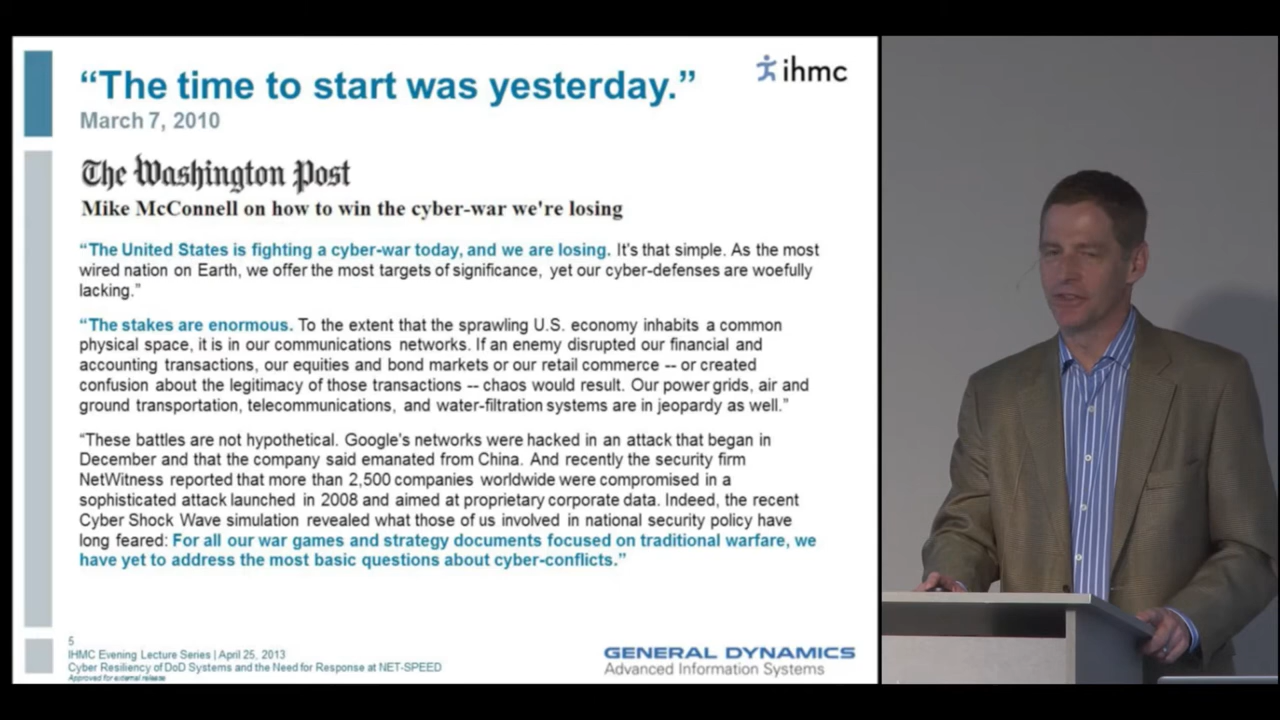 “The time to start was yesterday.”
ihmc
March 7, 2010
The Washington Post
Mike McConnell on how to win the cyber-war we're losing
“The United States is fighting a cyber-war today, and we are losing. It's that simple. As the most
wired nation on Earth, we offer the most targets of significance, yet our cyber-defenses are woefully
lacking.”
“The stakes are enormous. To the extent that the sprawling U.S. economy inhabits a common
physical space, it is in our communications networks. If an enemy disrupted our financial and
accounting transactions, our equities and bond markets or our retail commerce -- or created
confusion about the legitimacy of those transactions -- chaos would result. Our power grids, air and
ground transportation, telecommunications, and water-filtration systems are in jeopardy as well.”
“These battles are not hypothetical. Google's networks were hacked in an attack that began in
December and that the company said emanated from China. And recently the security firm
NetWitness reported that more than 2,500 companies worldwide were compromised in a
sophisticated attack launched in 2008 and aimed at proprietary corporate data. Indeed, the recent
Cyber Shock Wave simulation revealed what those of us involved in national security policy have
long feared: For all our war games and strategy documents focused on traditional warfare, we
have yet to address the most basic questions about cyber-conflicts.”
5
IHMC Evening Lecture Series | April 25, 2013
Cyber Resiliency of DoD Systems and the Need for Response at NET-SPEED
Approved for external release
GENERAL DYNAMICS
Advanced Information Systems